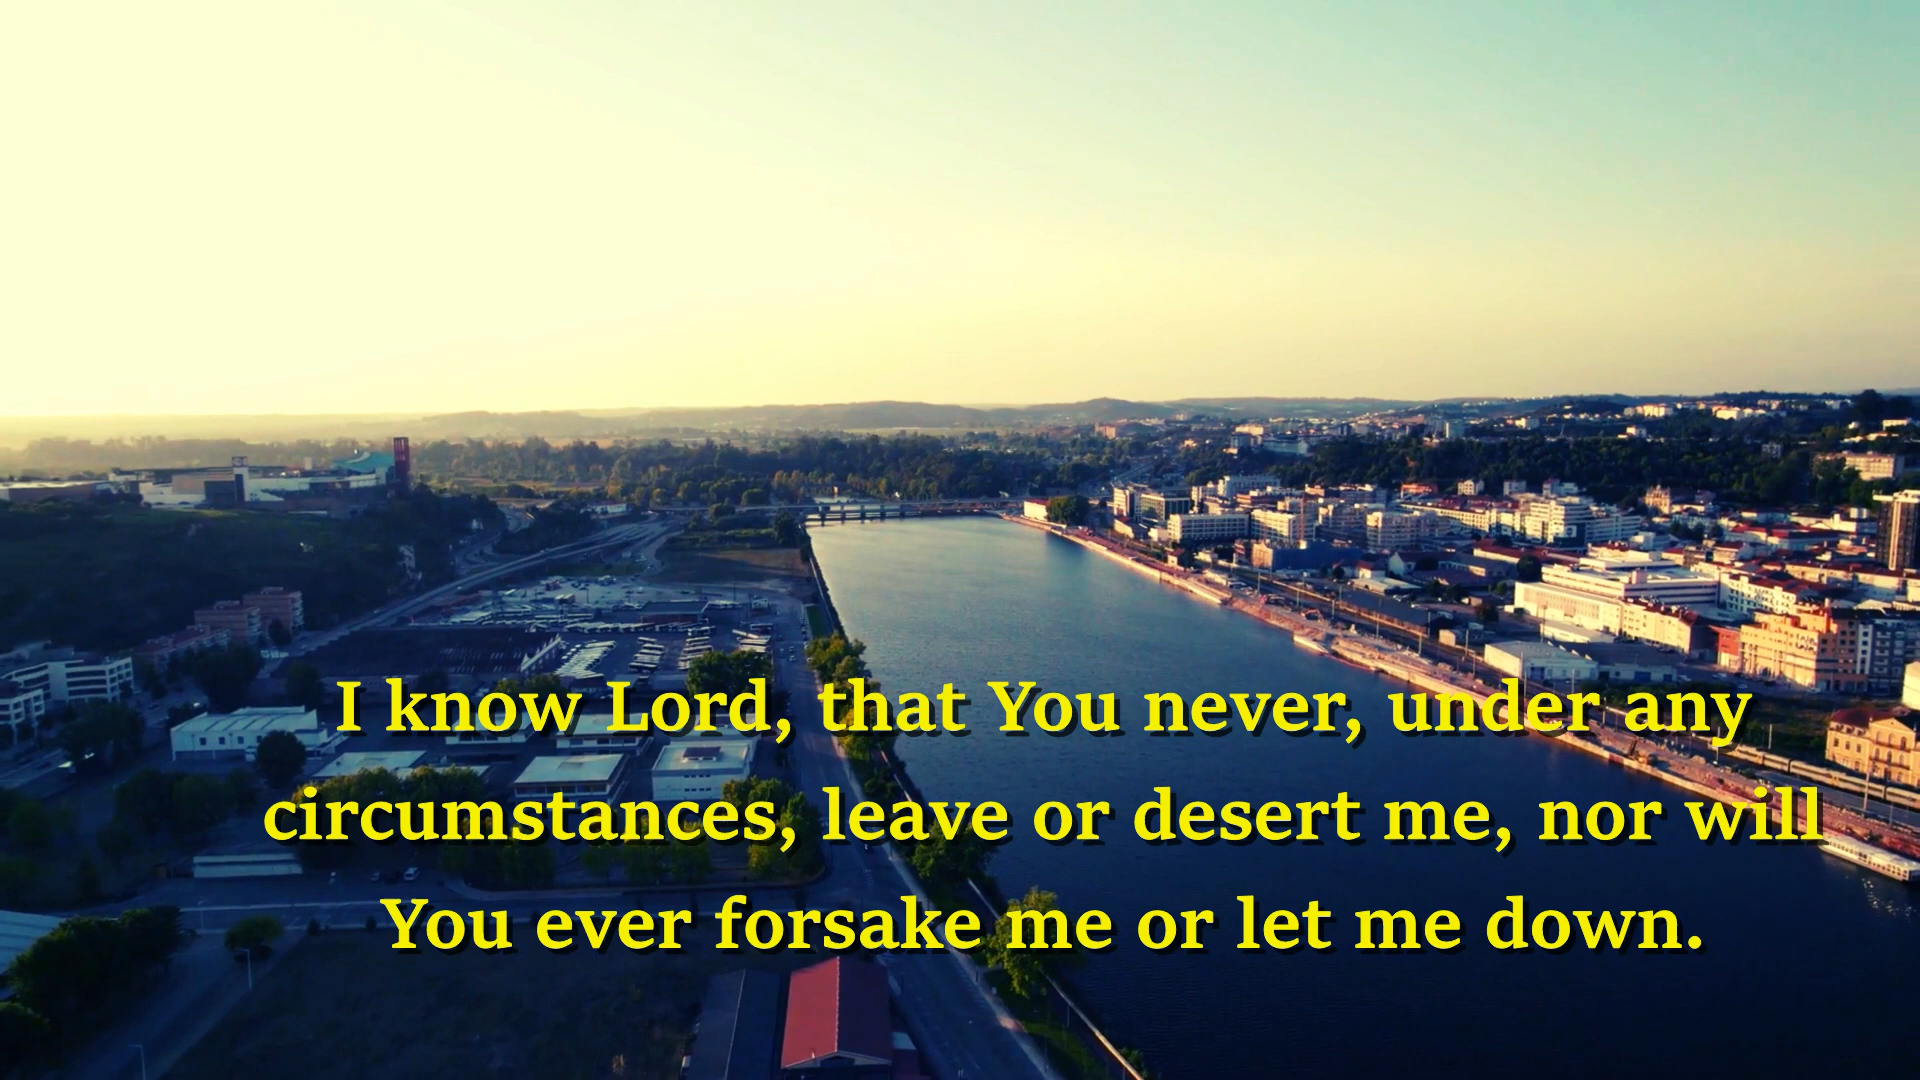 I know Lord, that You never, under any
circumstances, leave or desert me, nor will
You ever forsake me or let me down.